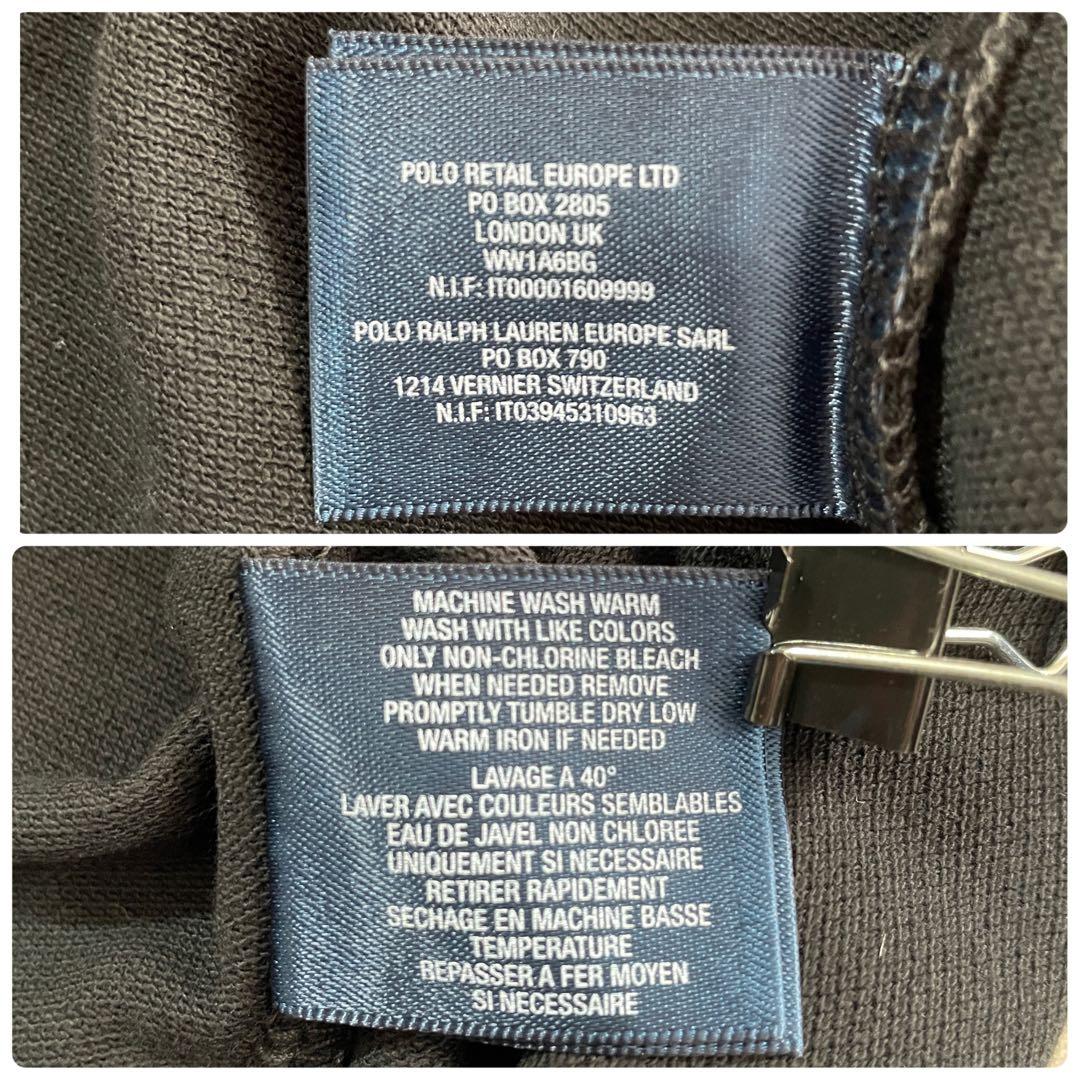 POLO RETAIL EUROPE LTD
PO BOX 2805
LONDON UK
WW1A6BG
N.I.F: IT00001609999
POLO RALPH LAUREN EUROPE SARL
PO BOX 790
1214 VERNIER SWITZERLAND
N.I.F: IT03945310963
MACHINE WASH WARM
WASH WITH LIKE COLORS
ONLY NON-CHLORINE BLEACH
WHEN NEEDED REMOVE
PROMPTLY TUMBLE DRY LOW
WARM IRON IF NEEDED
LAVAGE A 40°
LAVER AVEC COULEURS SEMBLABLES
EAU DE JAVEL NON CHLOREE
UNIQUEMENT SI NECESSAIRE
RETIRER RAPIDEMENT
SECHAGE EN MACHINE BASSE
TEMPERATURE
REPASSER A FER MOYEN
SI NECESSAIRE